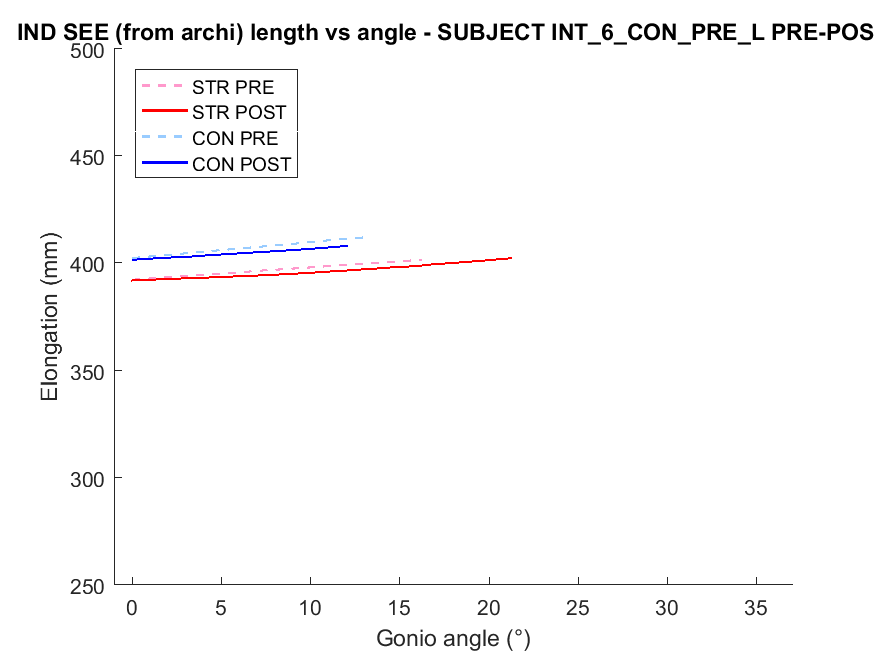 IND SEE (from archi) length vs angle - SUBJECT INT_6_CON_PRE_L PRE-POS
STR PRE
STR POST
CON PRE
CON POST
500
450
400
350
300
250
Elongation (mm)
0 5 10 15 20 25 30 35
Gonio angle (°)